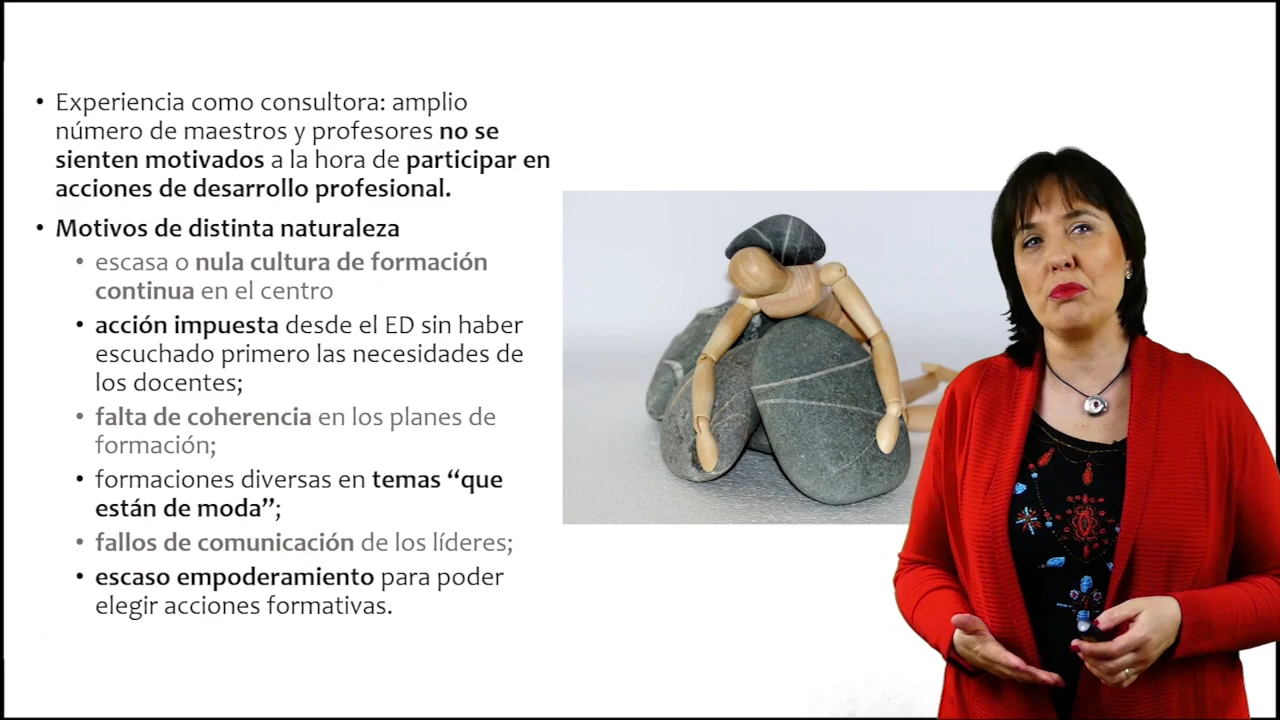 • Experiencia como consultora: amplio
número de maestros y profesores no se
sienten motivados a la hora de participar en
acciones de desarrollo profesional.
• Motivos de distinta naturaleza
• escasa o nula cultura de formación
continua en el centro
• acción impuesta desde el ED sin haber
escuchado primero las necesidades de
los docentes;
• falta de coherencia en los planes de
formación;
• formaciones diversas en temas “que
están de moda”;
• fallos de comunicación de los líderes;
• escaso empoderamiento para poder
elegir acciones formativas.